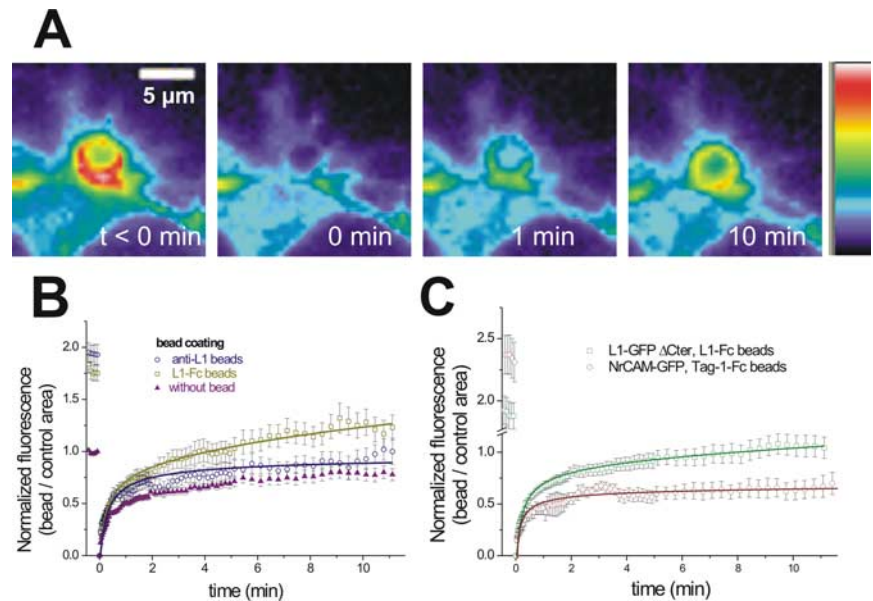 A
5 µm
t < 0 min
0 min
1 min
10 min
B
Normalized fluorescence
(bead / control area)
2.0
1.5
1.0
0.5
0.0
bead coating
anti-L1 beads
L1-Fc beads
without bead
0
2
4
6
8
10
time (min)
C
Normalized fluorescence
(bead / control area)
2.5
2.0
1.0
0.5
0.0
L1-GFP ΔCter, L1-Fc beads
NrCAM-GFP, Tag-1-Fc beads
0
2
4
6
8
10
time (min)